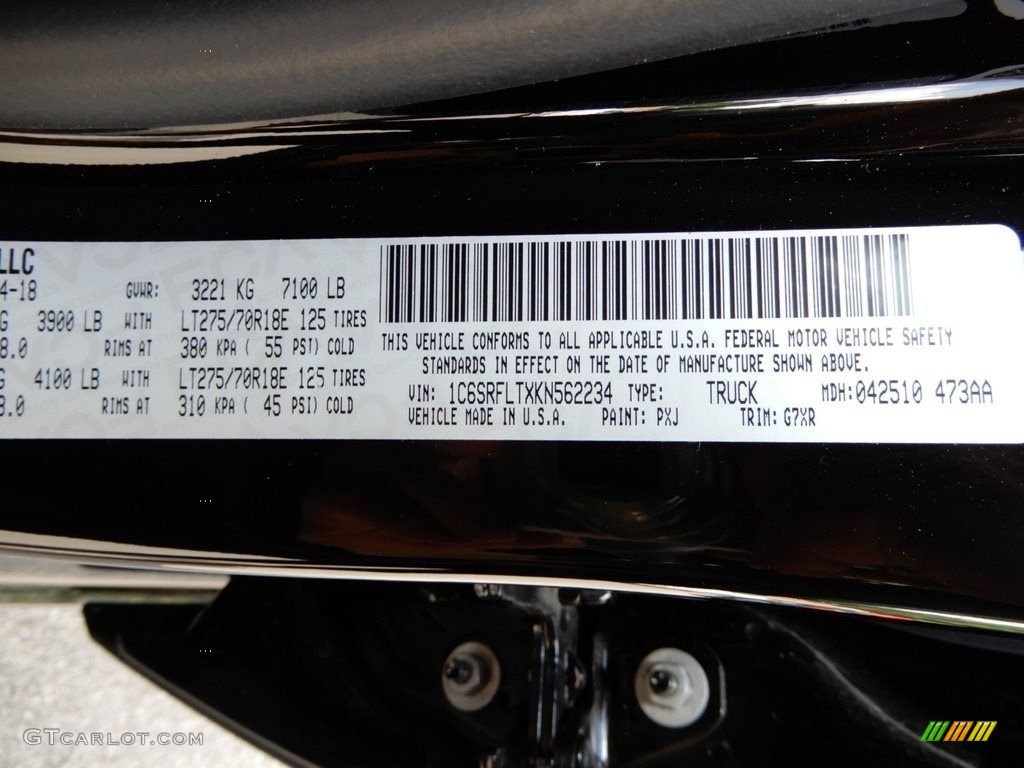 LLC
4-18 GVWR: 3221 KG 7100 LB
G 3900 LB WITH LT275/70R18E 125 TIRES
8.0 RIMS AT 380 KPA ( 55 PSI) COLD
G 4100 LB WITH LT275/70R18E 125 TIRES
8.0 RIMS AT 310 KPA ( 45 PSI) COLD
THIS VEHICLE CONFORMS TO ALL APPLICABLE U.S.A. FEDERAL MOTOR VEHICLE SAFETY
STANDARDS IN EFFECT ON THE DATE OF MANUFACTURE SHOWN ABOVE.
VIN: 1C6SRFLTXKN562234 TYPE: TRUCK MDH: 042510 473AA
VEHICLE MADE IN U.S.A. PAINT: PXJ TRIM: G7XR
GTCARLOT.COM